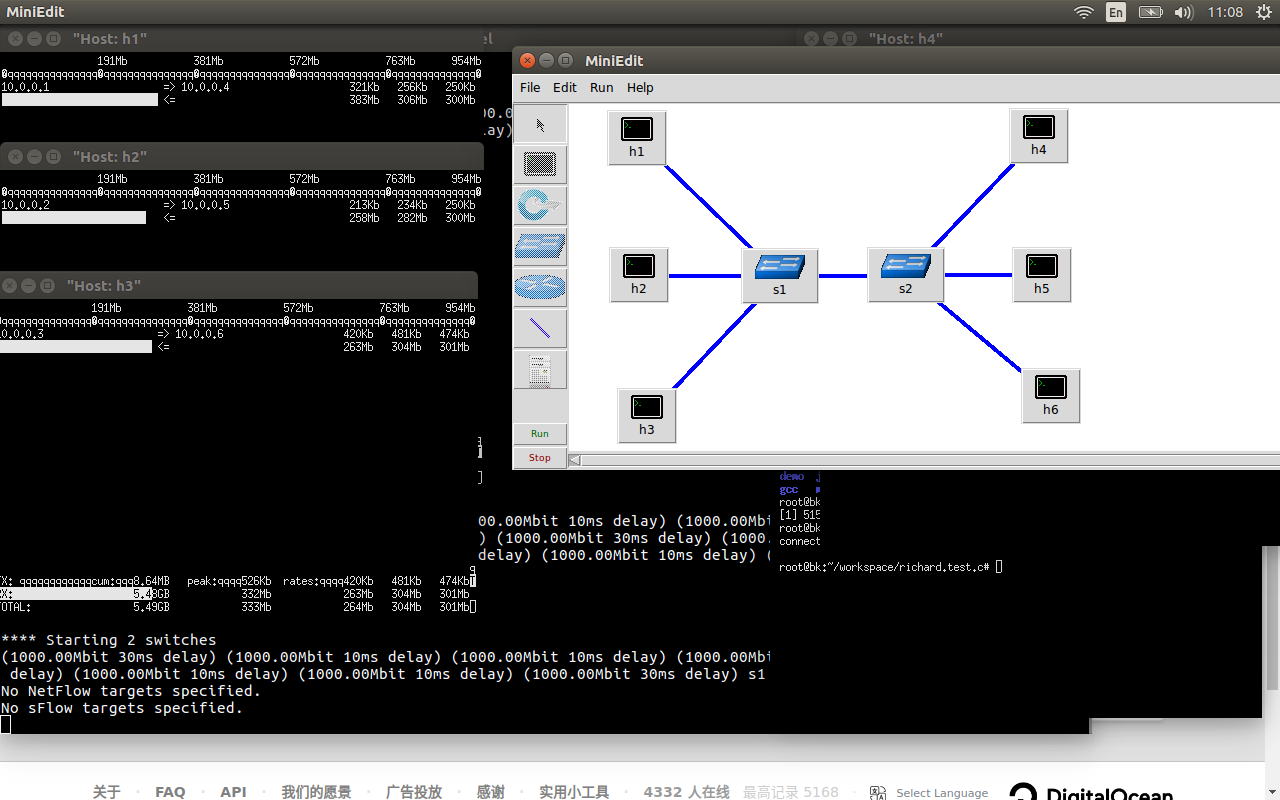 MiniEdit
En
11:08
"Host: h1"
191Mb 381Mb 572Mb 763Mb 954Mb
10.0.0.1 => 10.0.0.4 321Kb 256Kb 250Kb
<= 383Mb 306Mb 300Mb
"Host: h2"
191Mb 381Mb 572Mb 763Mb 954Mb
10.0.0.2 => 10.0.0.5 213Kb 234Kb 250Kb
<= 258Mb 282Mb 300Mb
"Host: h3"
191Mb 381Mb 572Mb 763Mb 954Mb
.0.0.3 => 10.0.0.6 420Kb 481Kb 474Kb
<= 263Mb 304Mb 301Mb
cum: 8.64MB peak: 526Kb rates: 420Kb 481Kb 474Kb
5.48GB 332Mb 263Mb 304Mb 301Mb
OTAL: 5.49GB 333Mb 264Mb 304Mb 301Mb
"Host: h4"
MiniEdit
File Edit Run Help
h1
h4
h2
s1
s2
h5
h3
h6
Run
Stop
00.00Mbit 10ms delay) (1000.00Mbi
) (1000.00Mbit 30ms delay) (1000.
delay) (1000.00Mbit 10ms delay) (
demo
gcc
root@bk
[1] 515
root@bk
connect
root@bk:~/workspace/richard.test.c#
**** Starting 2 switches
(1000.00Mbit 30ms delay) (1000.00Mbit 10ms delay) (1000.00Mbit 10ms delay) (1000.00Mbi
delay) (1000.00Mbit 10ms delay) (1000.00Mbit 10ms delay) (1000.00Mbit 30ms delay) s1
No NetFlow targets specified.
No sFlow targets specified.
关于 · FAQ · API · 我们的愿景 · 广告投放 · 感谢 · 实用小工具 · 4332 人在线 最高记录 5168 · Select Language
DigitalOcean